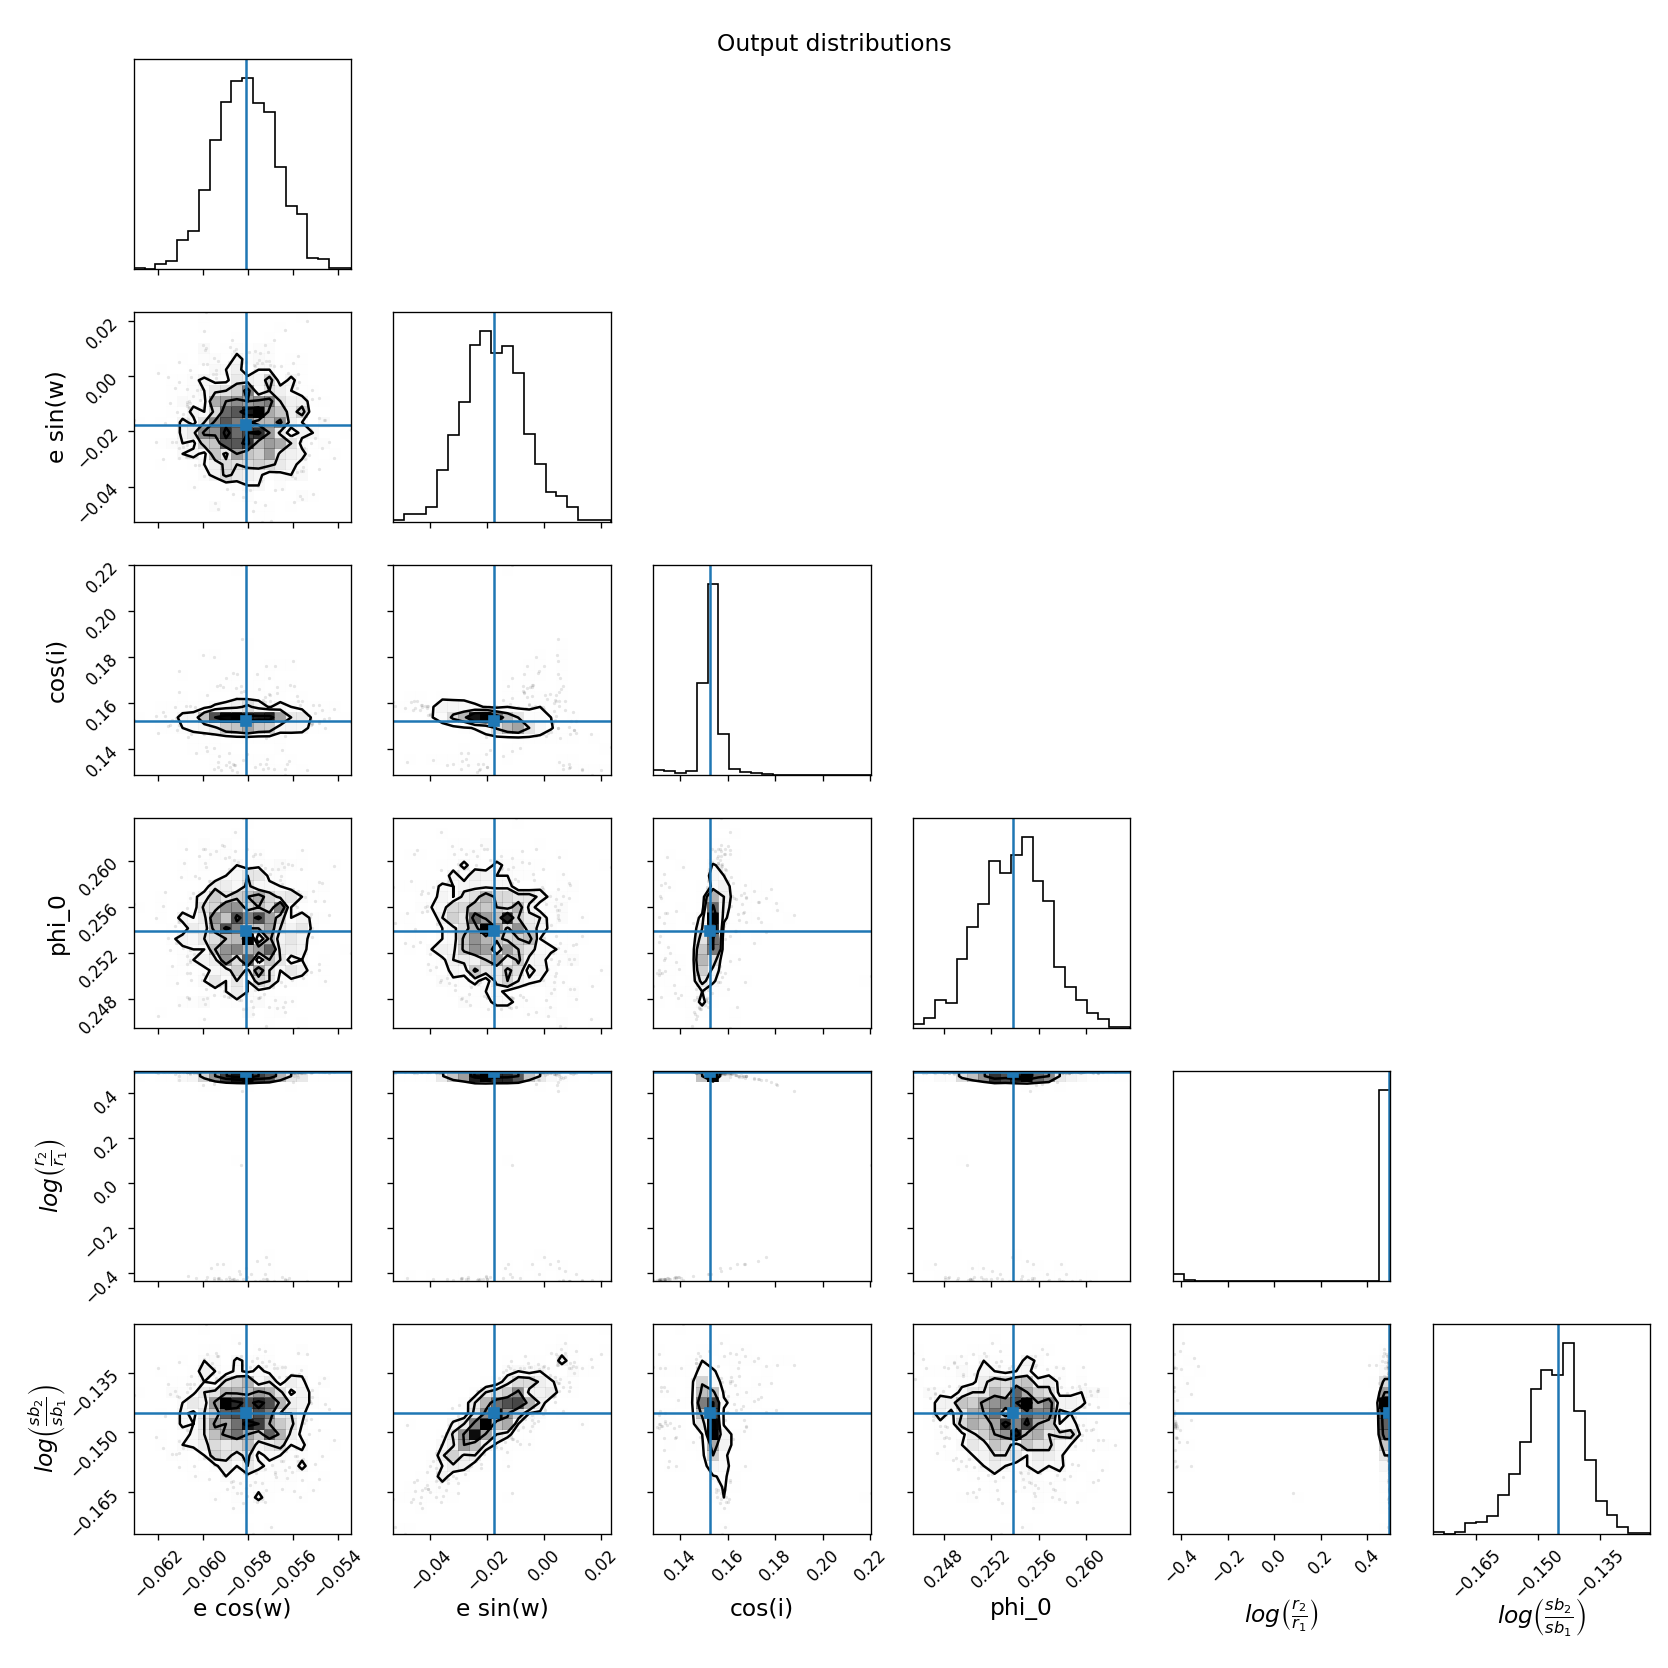 Output distributions
0.02
0.00
−0.02
−0.04
e sin(w)
0.22
0.20
0.18
0.16
0.14
cos(i)
0.260
0.256
0.252
0.248
phi_0
0.4
0.2
0.0
−0.2
−0.4
log(r2/r1)
−0.135
−0.150
−0.165
log(sb2/sb1)
−0.062 −0.060 −0.058 −0.056 −0.054
e cos(w)
−0.04 −0.02 0.00 0.02
e sin(w)
0.14 0.16 0.18 0.20 0.22
cos(i)
0.248 0.252 0.256 0.260
phi_0
−0.4 −0.2 0.0 0.2 0.4
log(r2/r1)
−0.165 −0.150 −0.135
log(sb2/sb1)